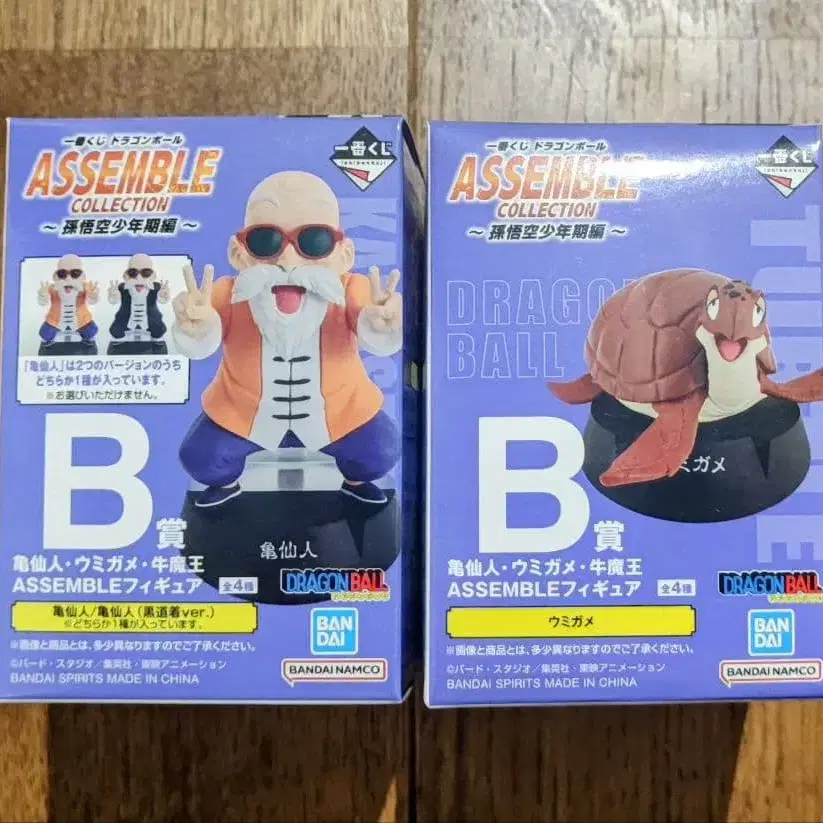 一番くじ ドラゴンボール
ASSEMBLE
COLLECTION
～ 孫悟空少年期編 ～
一番くじ
「亀仙人」は2つのバージョンのうち
どちらか1種が入っています。
※お選びいただけません。
B賞
亀仙人
亀仙人・ウミガメ・牛魔王
ASSEMBLEフィギュア 全4種
亀仙人/亀仙人(黒道着ver.)
※どちらか1種が入っています。
DRAGON BALL
※画像と商品とは、多少異なりますのでご了承ください。
©バード・スタジオ/集英社・東映アニメーション
BANDAI SPIRITS MADE IN CHINA
BAN
DAI
BANDAI NAMCO
一番くじ ドラゴンボール
ASSEMBLE
COLLECTION
～ 孫悟空少年期編 ～
一番くじ
DRAGON
BALL
TURTLE
B賞
ウミガメ
亀仙人・ウミガメ・牛魔王
ASSEMBLEフィギュア 全4種
ウミガメ
DRAGON BALL
※画像と商品とは、多少異なりますのでご了承ください。
©バード・スタジオ/集英社・東映アニメーション
BANDAI SPIRITS MADE IN CHINA
BAN
DAI
BANDAI NAMCO